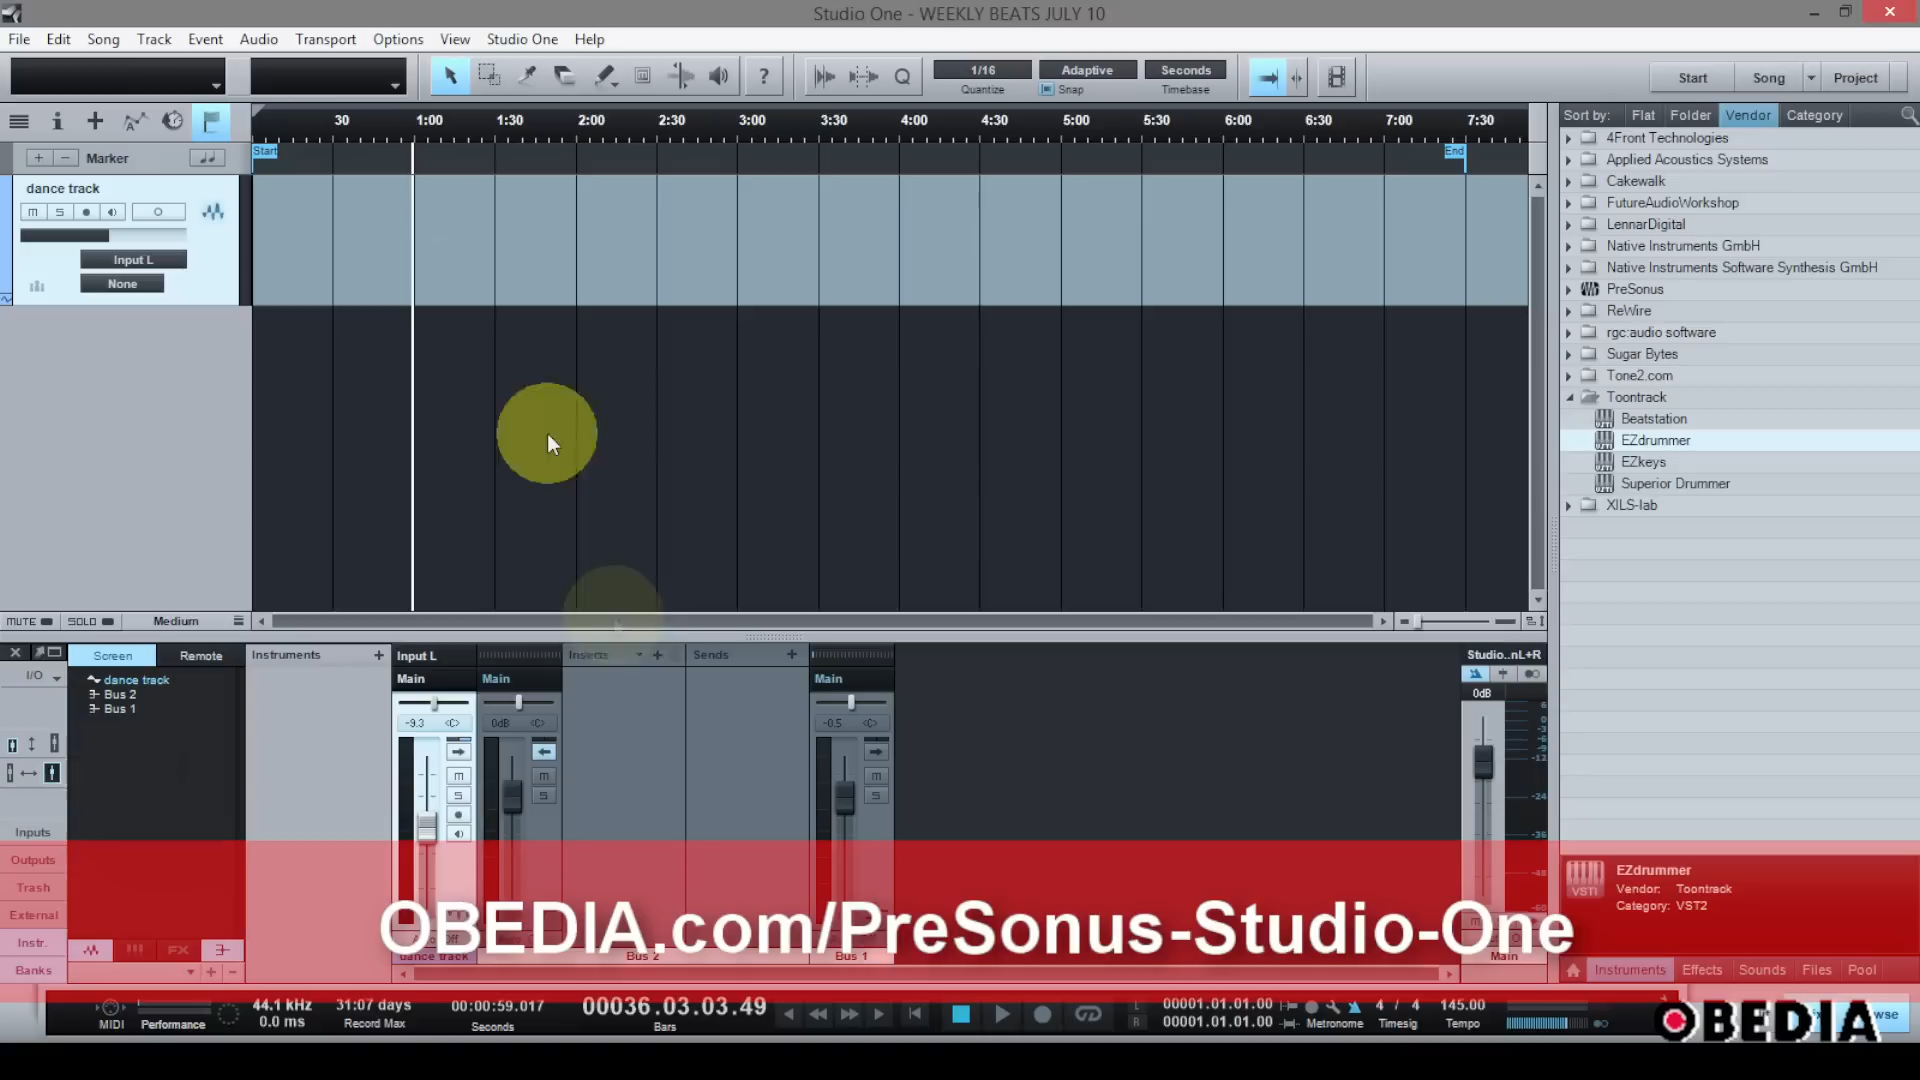 Studio One - WEEKLY BEATS JULY 10
File Edit Song Track Event Audio Transport Options View Studio One Help
1/16 Adaptive Seconds
Quantize Snap Timebase
Start Song Project
30 1:00 1:30 2:00 2:30 3:00 3:30 4:00 4:30 5:00 5:30 6:00 6:30 7:00 7:30
Sort by: Flat Folder Vendor Category
Marker
Start End
dance track
M S
Input L
None
4Front Technologies
Applied Acoustics Systems
Cakewalk
FutureAudioWorkshop
LennarDigital
Native Instruments GmbH
Native Instruments Software Synthesis GmbH
PreSonus
ReWire
rgc:audio software
Sugar Bytes
Tone2.com
Toontrack
Beatstation
EZdrummer
EZkeys
Superior Drummer
XILS-lab
MUTE SOLO Medium
Screen Remote Instruments Input L Inserts Sends Studio..nL+R
I/O
Main Main Main
dance track
Bus 2
Bus 1
0dB
-9.3 <C> 0dB <C> -0.5 <C>
M M M
S S S
Inputs
Outputs
Trash
External
Instr.
Banks
FX
EZdrummer
Vendor: Toontrack
Category: VST2
VSTi
OBEDIA.com/PreSonus-Studio-One
dance track Bus 2 Bus 1 Main
Instruments Effects Sounds Files Pool
MIDI Performance
44.1 kHz
0.0 ms
31:07 days
Record Max
00:00:59.017
Seconds
00036.03.03.49
Bars
L 00001.01.01.00
R 00001.01.01.00
Metronome
4 / 4
Timesig
145.00
Tempo
OBEDIA